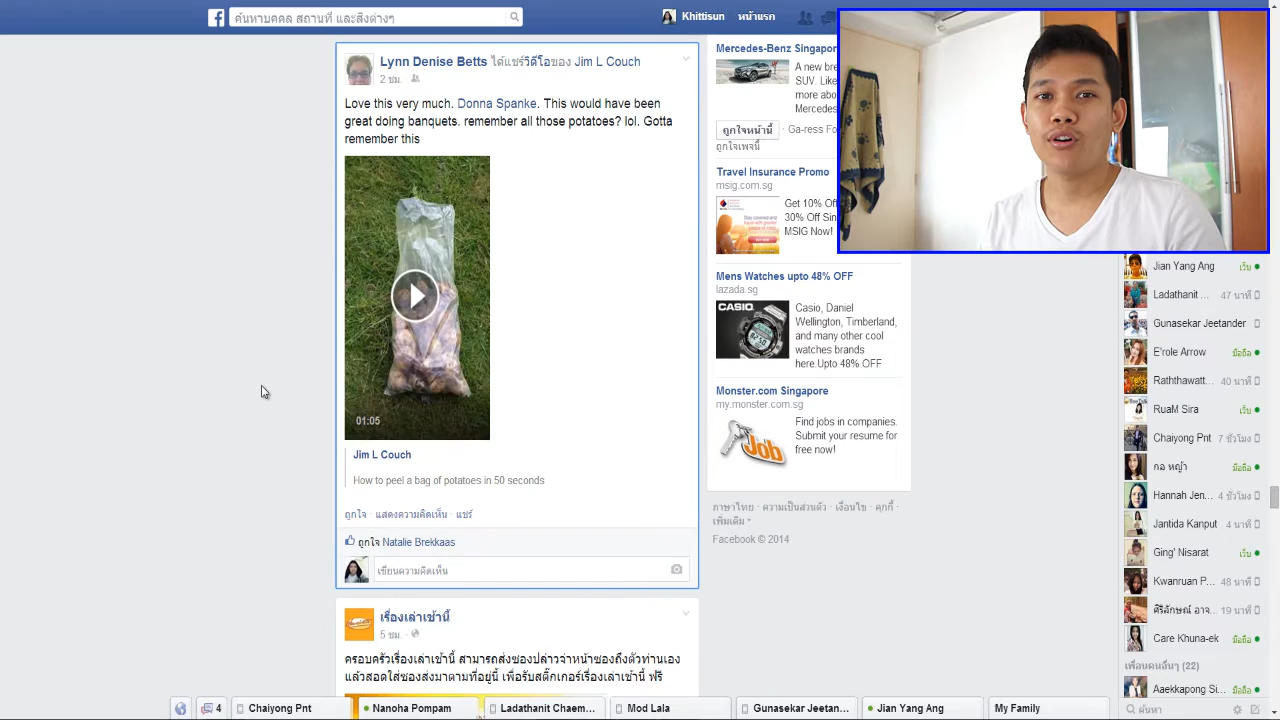 ค้นหาบุคคล สถานที่ และสิ่งต่างๆ
Khittisun
หน้าแรก
Lynn Denise Betts ได้แชร์วิดีโอของ Jim L Couch
2 ชม.
Love this very much. Donna Spanke. This would have been
great doing banquets. remember all those potatoes? lol. Gotta
remember this
01:05
Jim L Couch
How to peel a bag of potatoes in 50 seconds
ถูกใจ · แสดงความคิดเห็น · แชร์
ถูกใจ Natalie Brekkaas
เขียนความคิดเห็น
เรื่องเล่าเช้านี้
5 ชม.
ครอบครัวเรื่องเล่าเช้านี้ สามารถส่งซองปล่าวจ่าหน้าซองถึงตัวท่านเอง
แล้วสอดใส่ซองส่งมาตามที่อยู่นี้ เพื่อรับสติ๊กเกอร์เรื่องเล่าเช้านี้ ฟรี
Mercedes-Benz Singapor
A new bre
SUV. Like
more abo
Mercedes
ถูกใจหน้านี้ · Ga-ress Fo
ถูกใจเพจนี้
Travel Insurance Promo
msig.com.sg
Get 10% Off
30% Off Sin
MSIG Now!
Mens Watches upto 48% OFF
lazada.sg
CASIO
Casio, Daniel
Wellington, Timberland,
and many other cool
watches brands
here.Upto 48% OFF
Monster.com Singapore
my.monster.com.sg
Job
Find jobs in companies.
Submit your resume for
free now!
ภาษาไทย · ความเป็นส่วนตัว · เงื่อนไข · คุกกี้ ·
เพิ่มเติม
Facebook © 2014
Jian Yang Ang เว็บ
Ladathanit ... 47 นาที
Gunasekar Jeetander
E'role Arrow มือถือ
Raththawatt...
RuaM Sica เว็บ
Chaiyong Pnt 7 ชั่วโมง
กอ หญ้า มือถือ
Hannah Jan... 4 ชั่วโมง
Janda Kanput 4 นาที
Ging' Nisarat เว็บ
Kwanruan P... 48 นาที
ศิริลักษณ์ อาจ... 19 นาที
Care Khuna-ek มือถือ
เพื่อนคนอื่นๆ (22)
Aaekkapong Si...
ค้นหา
4
Chaiyong Pnt
Nanoha Pompam
Ladathanit Chaem...
Mod Lala
Gunasekar Jeetan...
Jian Yang Ang
My Family